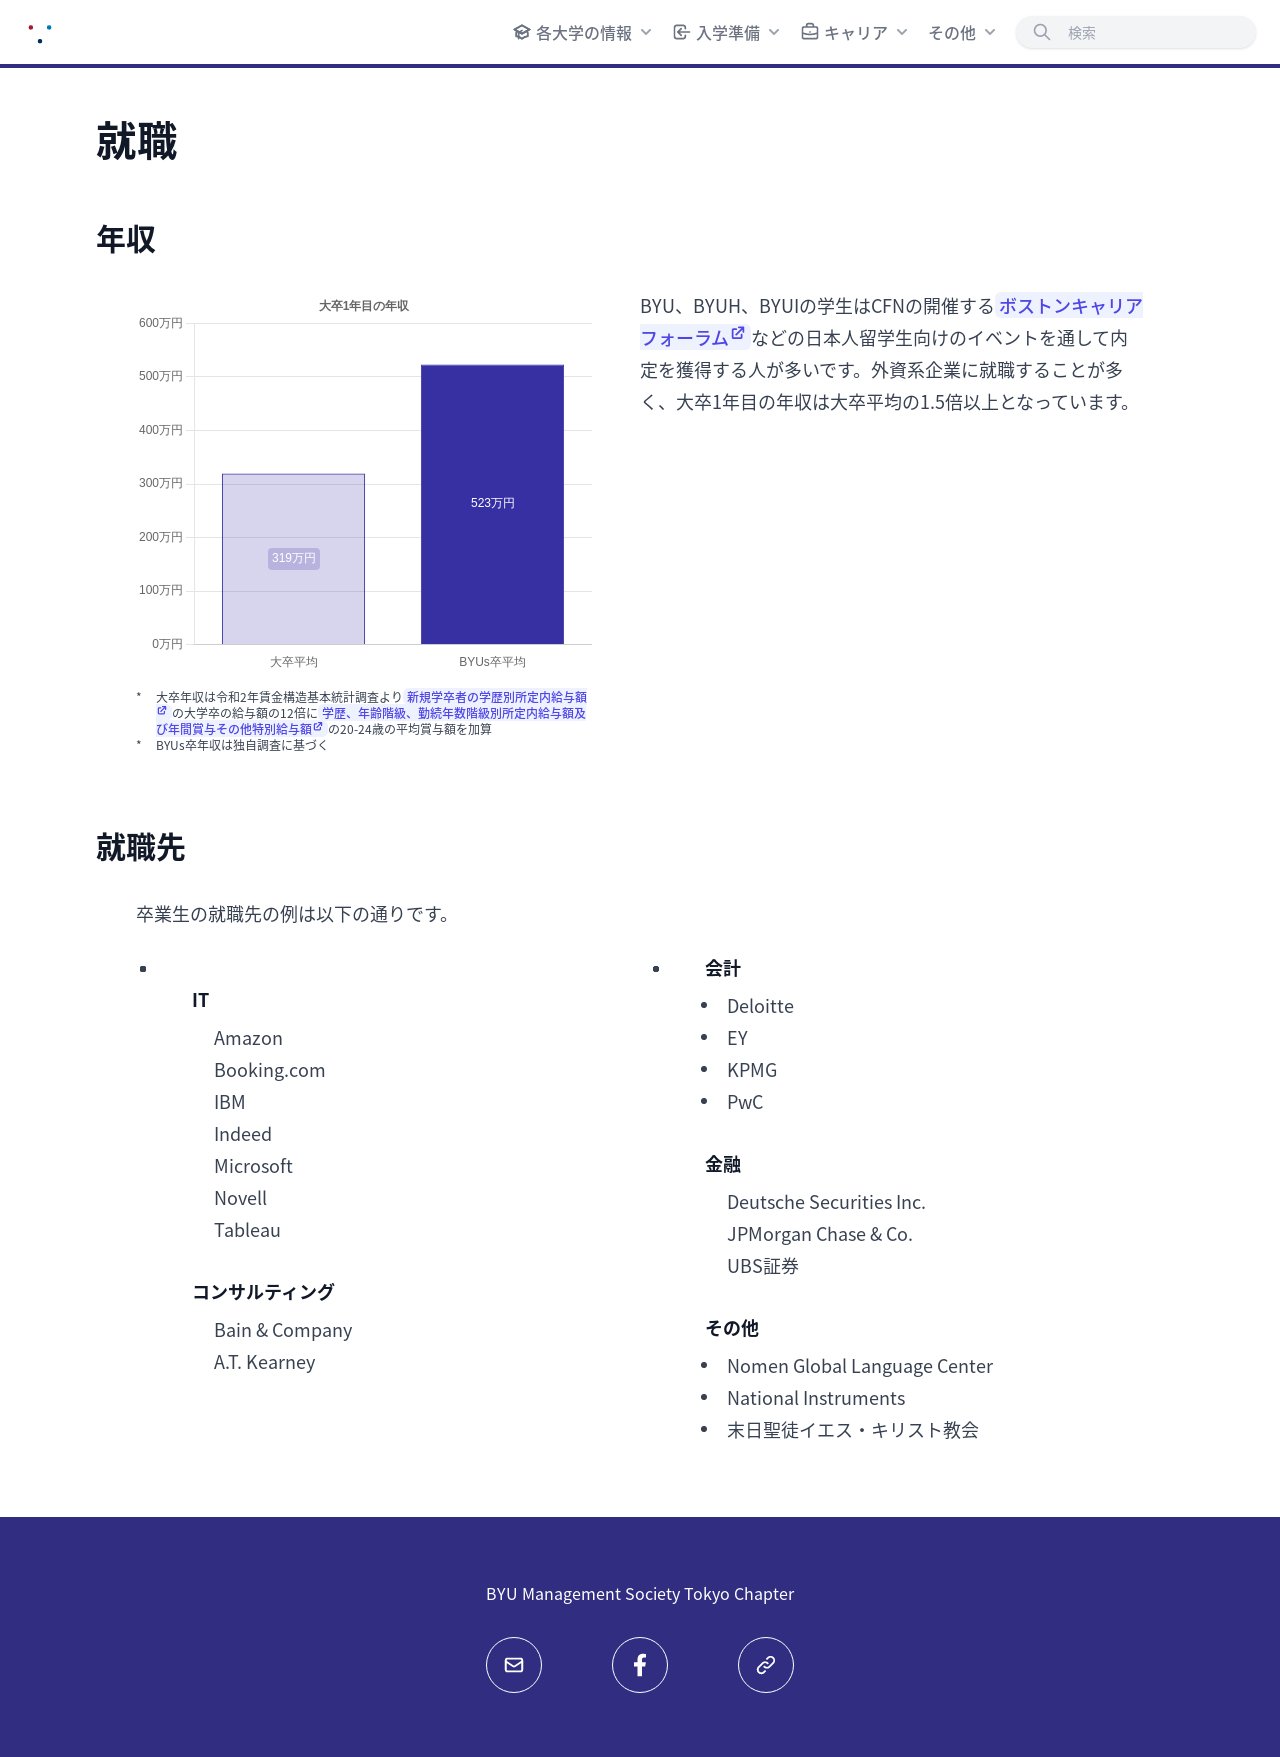 各大学の情報 入学準備 キャリア その他 検索
就職
年収
大卒1年目の年収
600万円
500万円
400万円
300万円
200万円
100万円
0万円
319万円
523万円
大卒平均 BYUs卒平均
* 大卒年収は令和2年賃金構造基本統計調査より新規学卒者の学歴別所定内給与額
の大学卒の給与額の12倍に学歴、年齢階級、勤続年数階級別所定内給与額及
び年間賞与その他特別給与額の20-24歳の平均賞与額を加算
* BYUs卒年収は独自調査に基づく
BYU、BYUH、BYUIの学生はCFNの開催するボストンキャリア
フォーラムなどの日本人留学生向けのイベントを通して内
定を獲得する人が多いです。外資系企業に就職することが多
く、大卒1年目の年収は大卒平均の1.5倍以上となっています。
就職先
卒業生の就職先の例は以下の通りです。
IT
Amazon
Booking.com
IBM
Indeed
Microsoft
Novell
Tableau
コンサルティング
Bain & Company
A.T. Kearney
会計
Deloitte
EY
KPMG
PwC
金融
Deutsche Securities Inc.
JPMorgan Chase & Co.
UBS証券
その他
Nomen Global Language Center
National Instruments
末日聖徒イエス・キリスト教会
BYU Management Society Tokyo Chapter